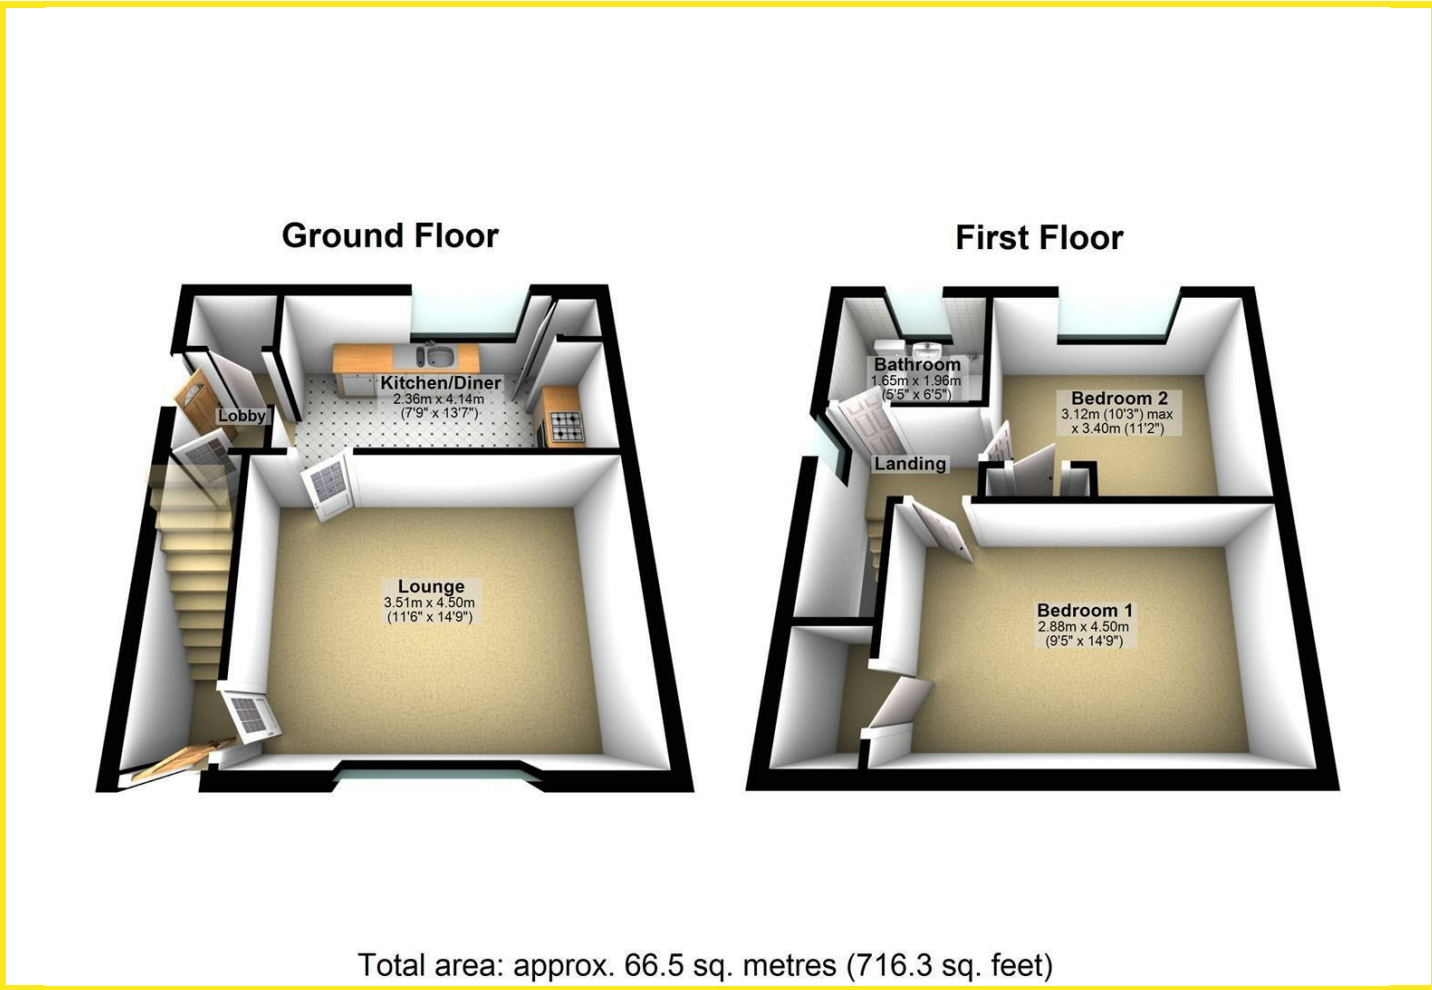 Ground Floor
Kitchen/Diner
2.36m x 4.14m
(7'9" x 13'7")
Lobby
Lounge
3.51m x 4.50m
(11'6" x 14'9")
First Floor
Bathroom
1.65m x 1.96m
(5'5" x 6'5")
Bedroom 2
3.12m (10'3") max
x 3.40m (11'2")
Landing
Bedroom 1
2.88m x 4.50m
(9'5" x 14'9")
Total area: approx. 66.5 sq. metres (716.3 sq. feet)